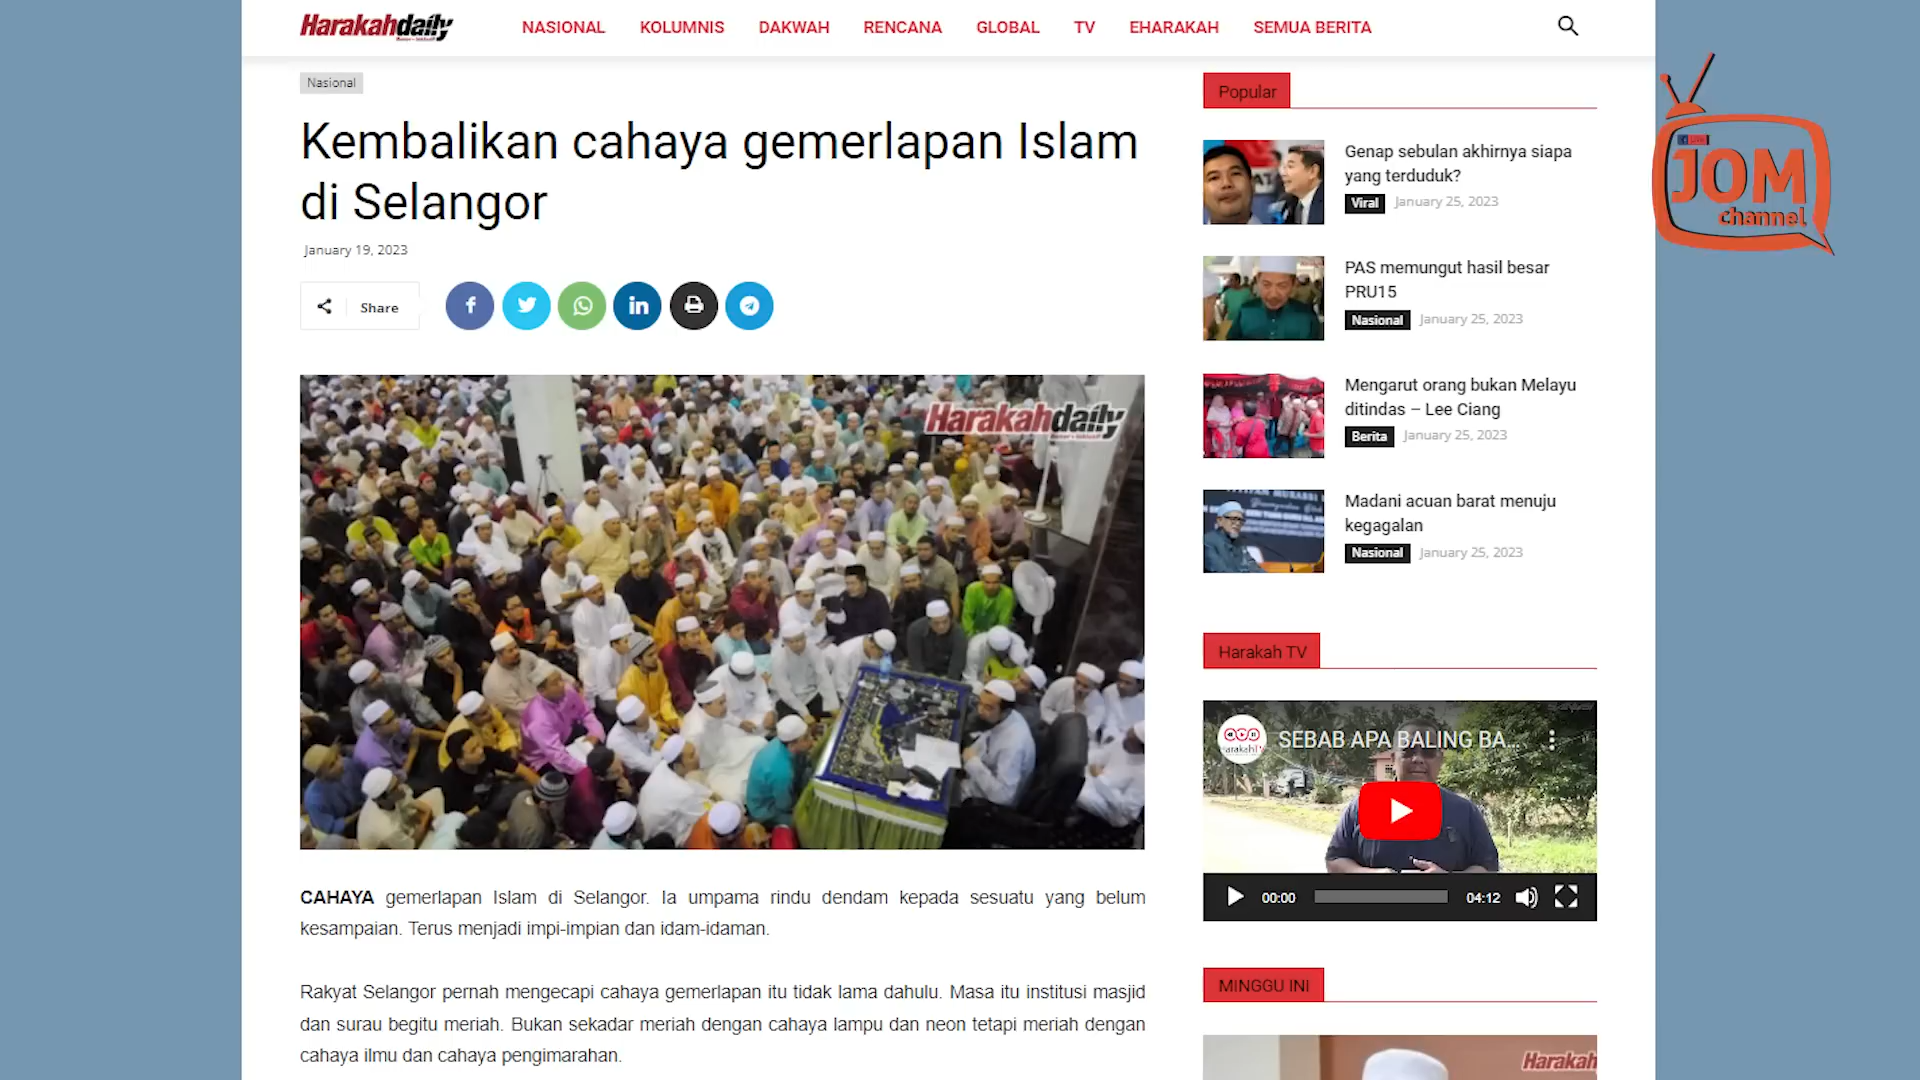 Harakahdaily
NASIONAL KOLUMNIS DAKWAH RENCANA GLOBAL TV EHARAKAH SEMUA BERITA
Nasional
Kembalikan cahaya gemerlapan Islam
di Selangor
January 19, 2023
Share
Harakahdaily
CAHAYA gemerlapan Islam di Selangor. Ia umpama rindu dendam kepada sesuatu yang belum
kesampaian. Terus menjadi impi-impian dan idam-idaman.
Rakyat Selangor pernah mengecapi cahaya gemerlapan itu tidak lama dahulu. Masa itu institusi masjid
dan surau begitu meriah. Bukan sekadar meriah dengan cahaya lampu dan neon tetapi meriah dengan
cahaya ilmu dan cahaya pengimarahan.
Popular
Genap sebulan akhirnya siapa
yang terduduk?
Viral January 25, 2023
PAS memungut hasil besar
PRU15
Nasional January 25, 2023
Mengarut orang bukan Melayu
ditindas – Lee Ciang
Berita January 25, 2023
Madani acuan barat menuju
kegagalan
Nasional January 25, 2023
Harakah TV
SEBAB APA BALING BA...
00:00 04:12
MINGGU INI
Harakah
JOM
channel